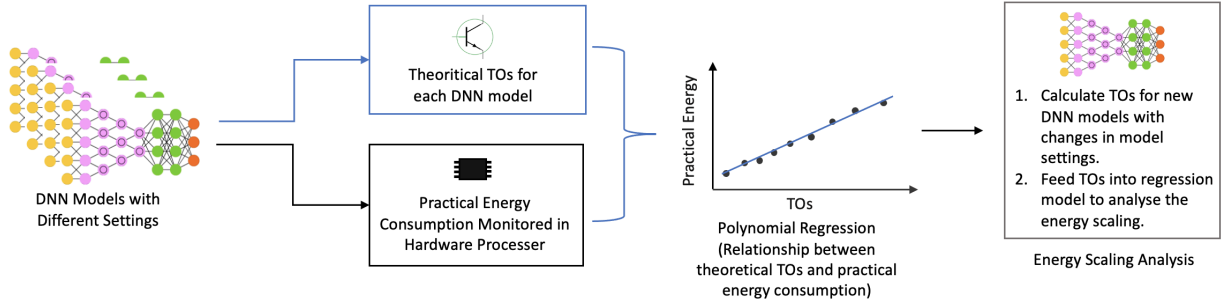 DNN Models with
Different Settings
Theoritical TOs for
each DNN model
Practical Energy
Consumption Monitored in
Hardware Processer
Practical Energy
TOs
Polynomial Regression
(Relationship between
theoretical TOs and practical
energy consumption)
1. Calculate TOs for new
DNN models with
changes in model
settings.
2. Feed TOs into regression
model to analyse the
energy scaling.
Energy Scaling Analysis